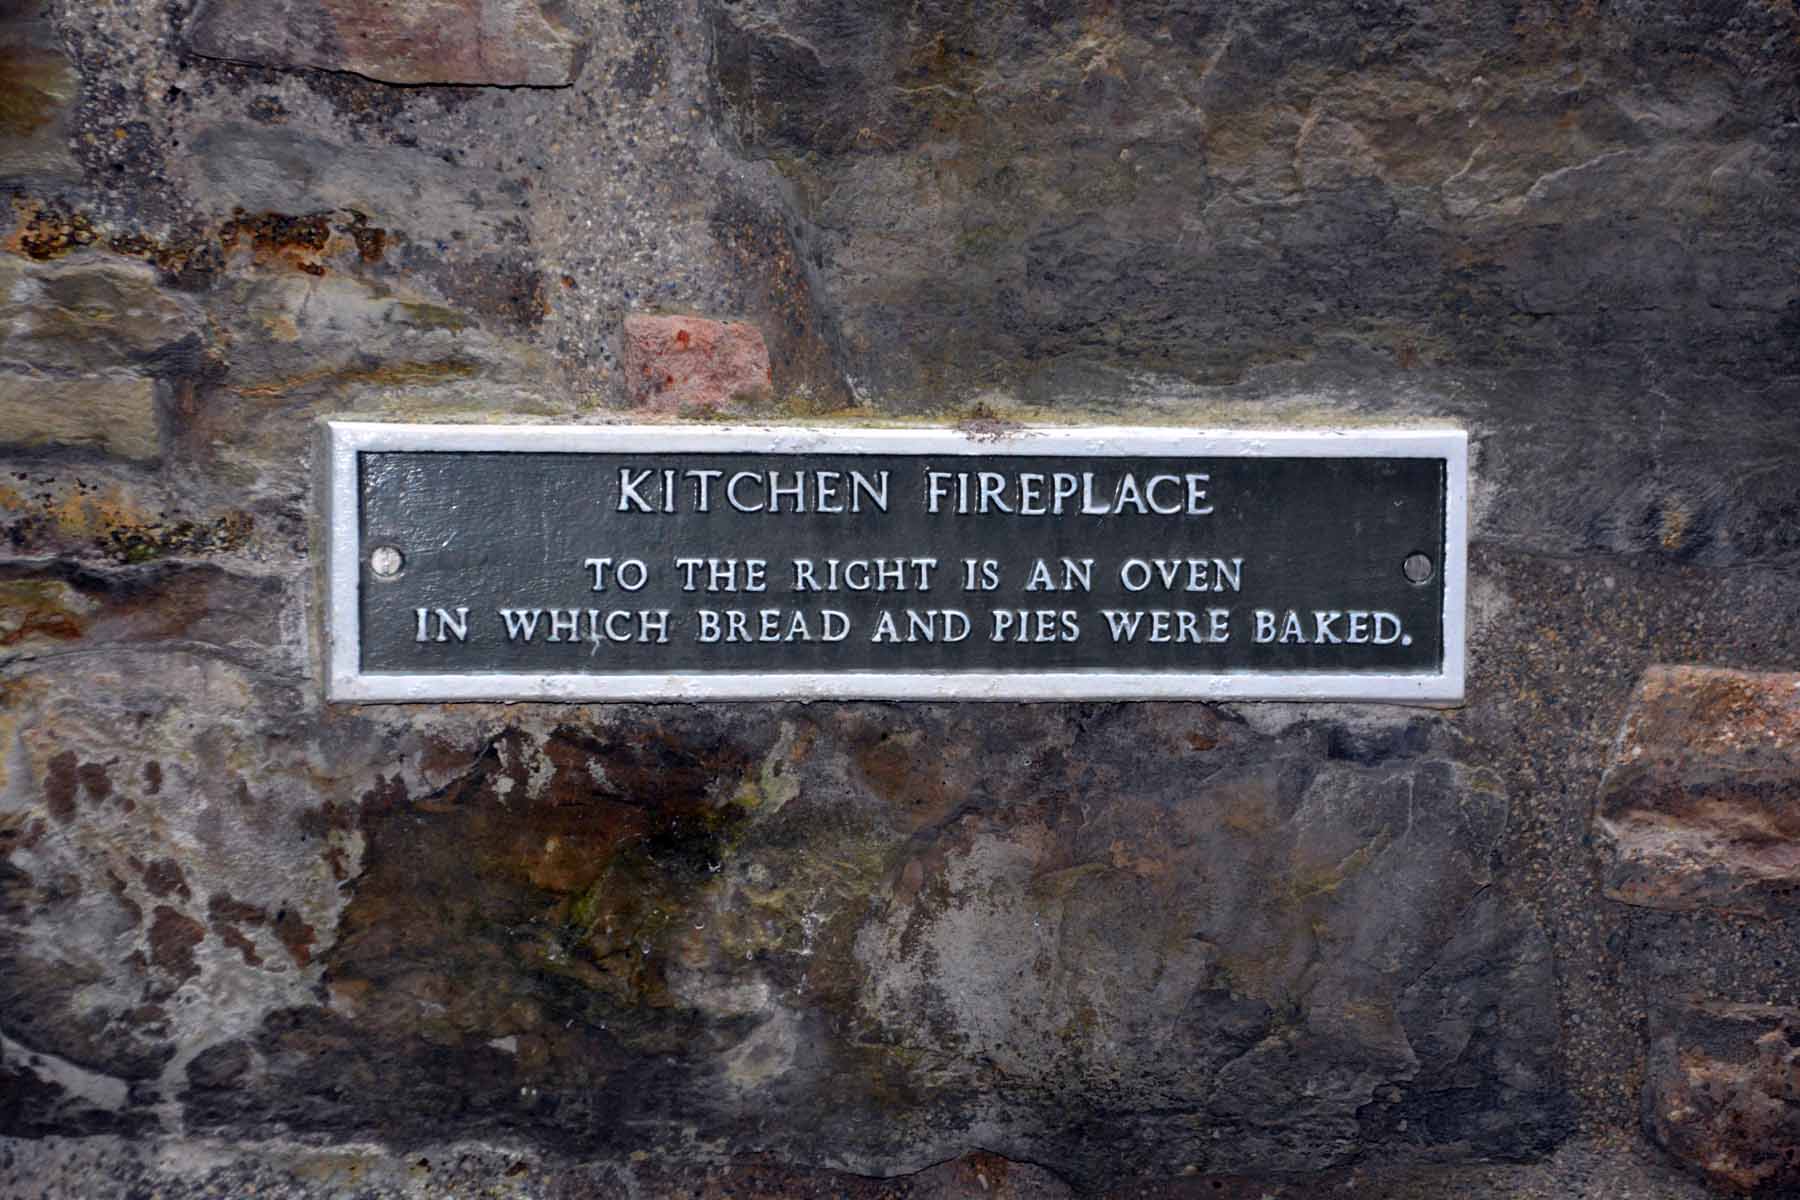 KITCHEN FIREPLACE
TO THE RIGHT IS AN OVEN
IN WHICH BREAD AND PIES WERE BAKED.